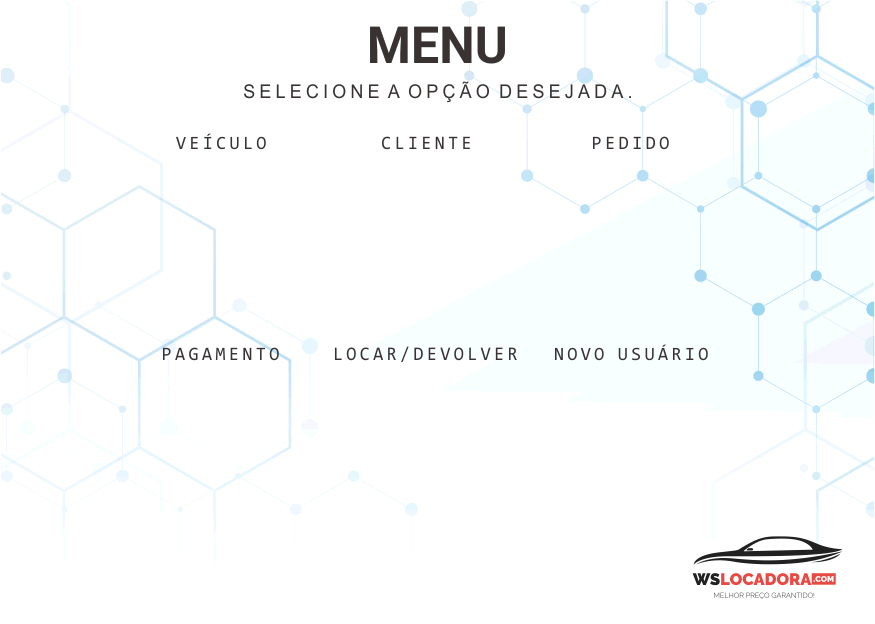 MENU
SELECIONE A OPÇÃO DESEJADA.
VEÍCULO CLIENTE PEDIDO
PAGAMENTO LOCAR/DEVOLVER NOVO USUÁRIO
WSLOCADORA.COM
MELHOR PREÇO GARANTIDO!